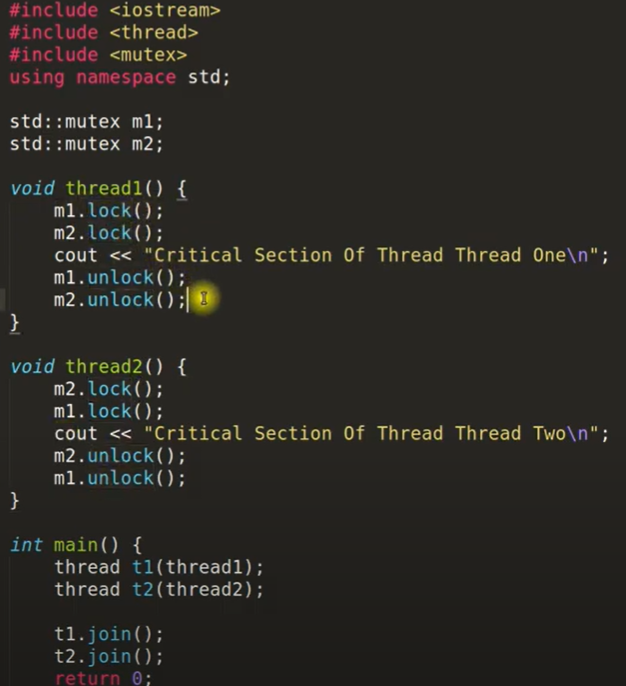 #include <iostream>
#include <thread>
#include <mutex>
using namespace std;

std::mutex m1;
std::mutex m2;

void thread1() {
    m1.lock();
    m2.lock();
    cout << "Critical Section Of Thread Thread One\n";
    m1.unlock();
    m2.unlock();
}

void thread2() {
    m2.lock();
    m1.lock();
    cout << "Critical Section Of Thread Thread Two\n";
    m2.unlock();
    m1.unlock();
}

int main() {
    thread t1(thread1);
    thread t2(thread2);

    t1.join();
    t2.join();
    return 0;